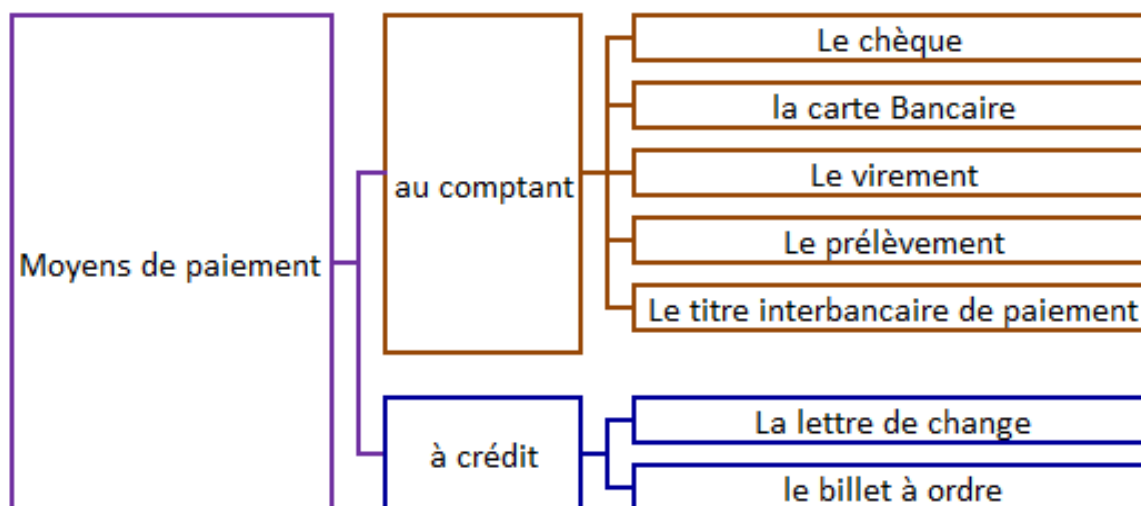 Moyens de paiement
au comptant
Le chèque
la carte Bancaire
Le virement
Le prélèvement
Le titre interbancaire de paiement
à crédit
La lettre de change
le billet à ordre